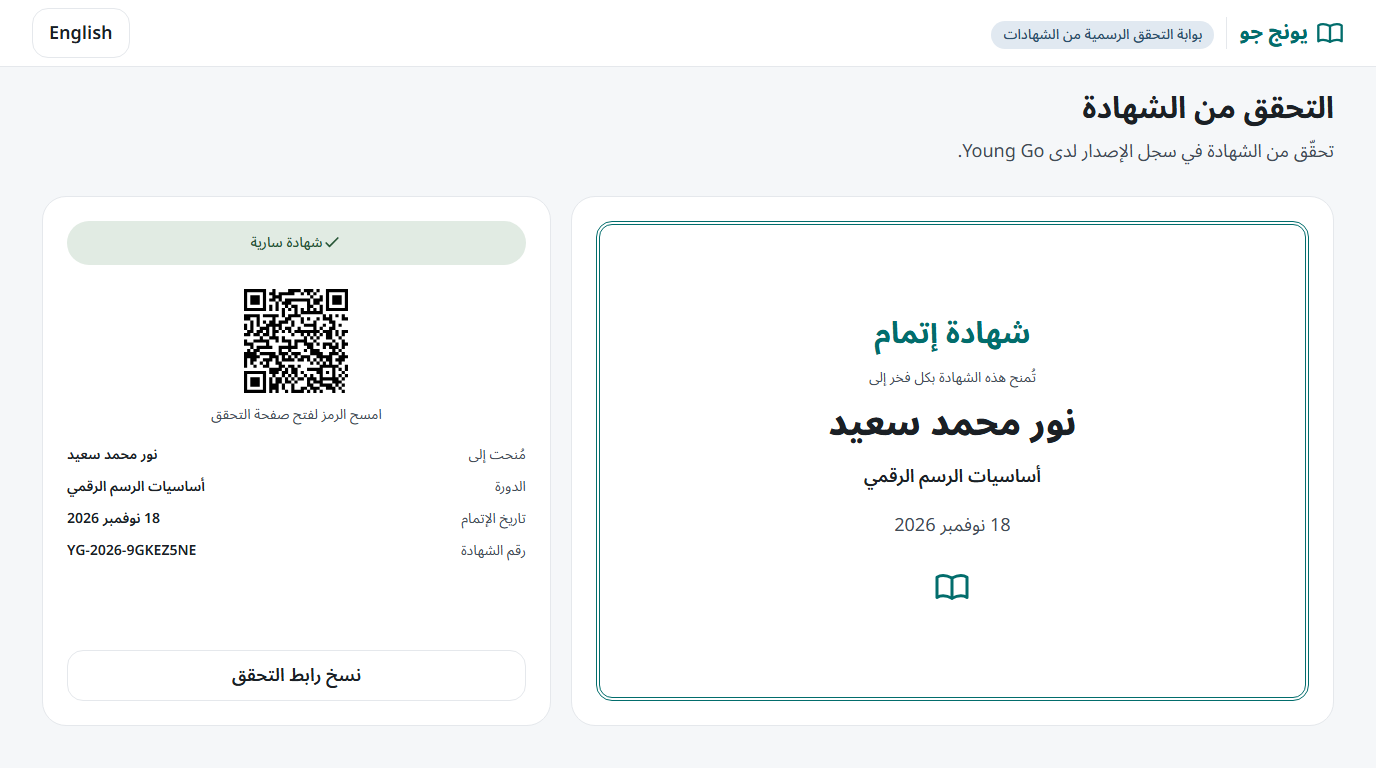 يونج جو
بوابة التحقق الرسمية من الشهادات
English
التحقق من الشهادة
تحقّق من الشهادة في سجل الإصدار لدى Young Go.
شهادة إتمام
تُمنح هذه الشهادة بكل فخر إلى
نور محمد سعيد
أساسيات الرسم الرقمي
18 نوفمبر 2026
شهادة سارية
امسح الرمز لفتح صفحة التحقق
مُنحت إلى نور محمد سعيد
الدورة أساسيات الرسم الرقمي
تاريخ الإتمام 18 نوفمبر 2026
رقم الشهادة YG-2026-9GKEZ5NE
نسخ رابط التحقق